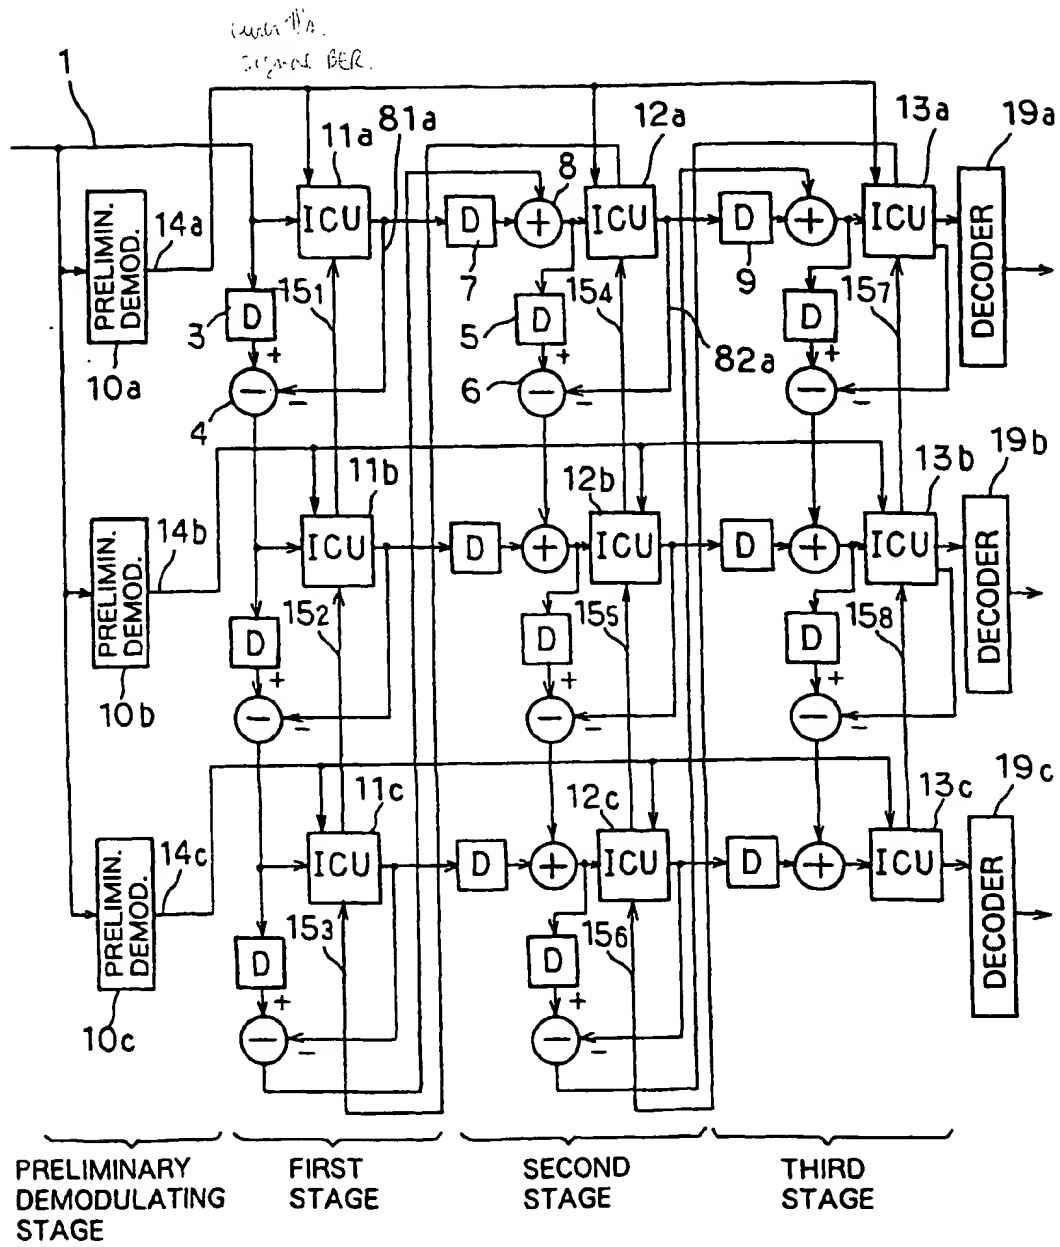 Signal BER.
1
81a
11a
12a
13a
19a
8
ICU
D
+
ICU
D
+
ICU
DECODER
PRELIMIN.
DEMOD.
14a
7
9
3
D
151
5
D
154
D
157
+
+
+
82a
10a
4
−
−
6
−
−
−
−
11b
12b
13b
19b
PRELIMIN.
DEMOD.
14b
ICU
D
+
ICU
D
+
ICU
DECODER
152
155
158
D
D
D
+
+
+
10b
−
−
−
−
−
−
11c
12c
13c
19c
PRELIMIN.
DEMOD.
14c
ICU
D
+
ICU
D
+
ICU
DECODER
153
156
D
D
+
+
10c
−
−
−
−
PRELIMINARY
DEMODULATING
STAGE
FIRST
STAGE
SECOND
STAGE
THIRD
STAGE